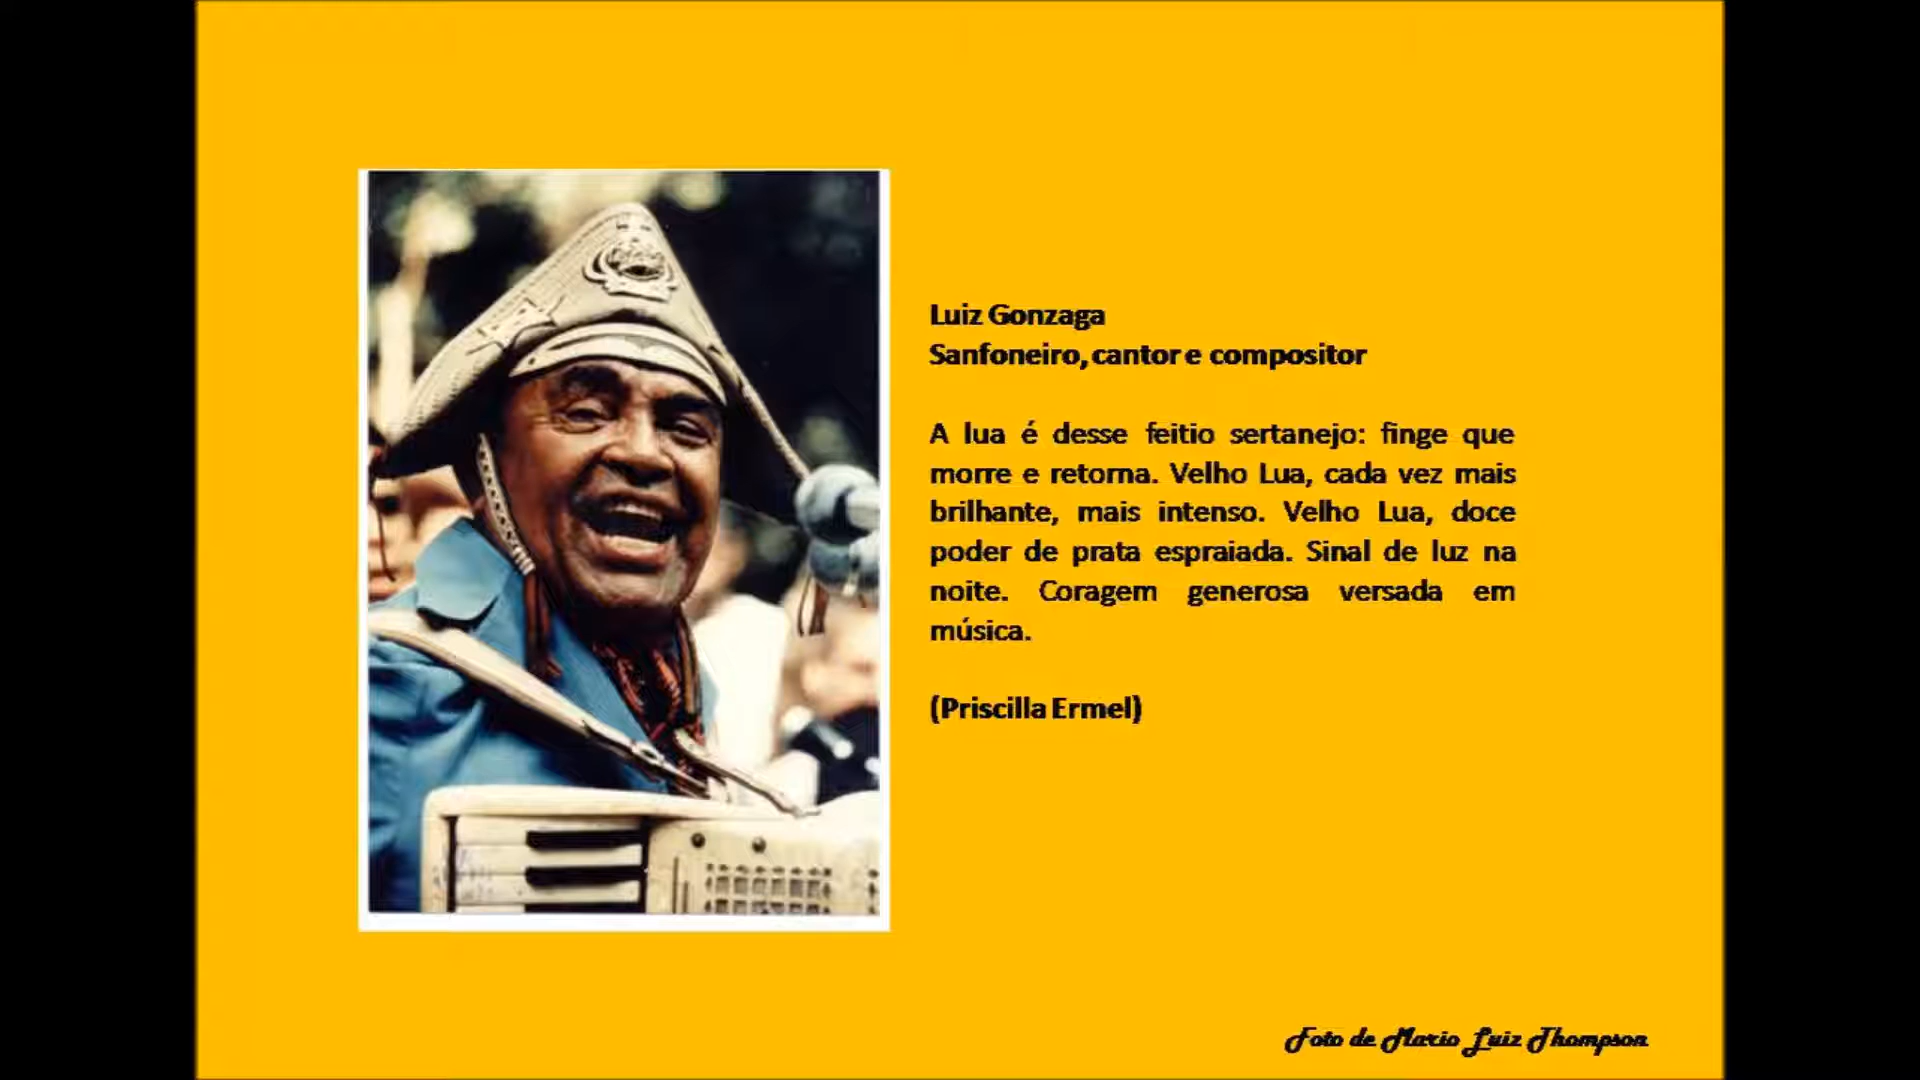 Luiz Gonzaga
Sanfoneiro, cantor e compositor
A lua é desse feitio sertanejo: finge que
morre e retorna. Velho Lua, cada vez mais
brilhante, mais intenso. Velho Lua, doce
poder de prata espraiada. Sinal de luz na
noite. Coragem generosa versada em
música.
(Priscilla Ermel)
Foto de Mario Luiz Thompson